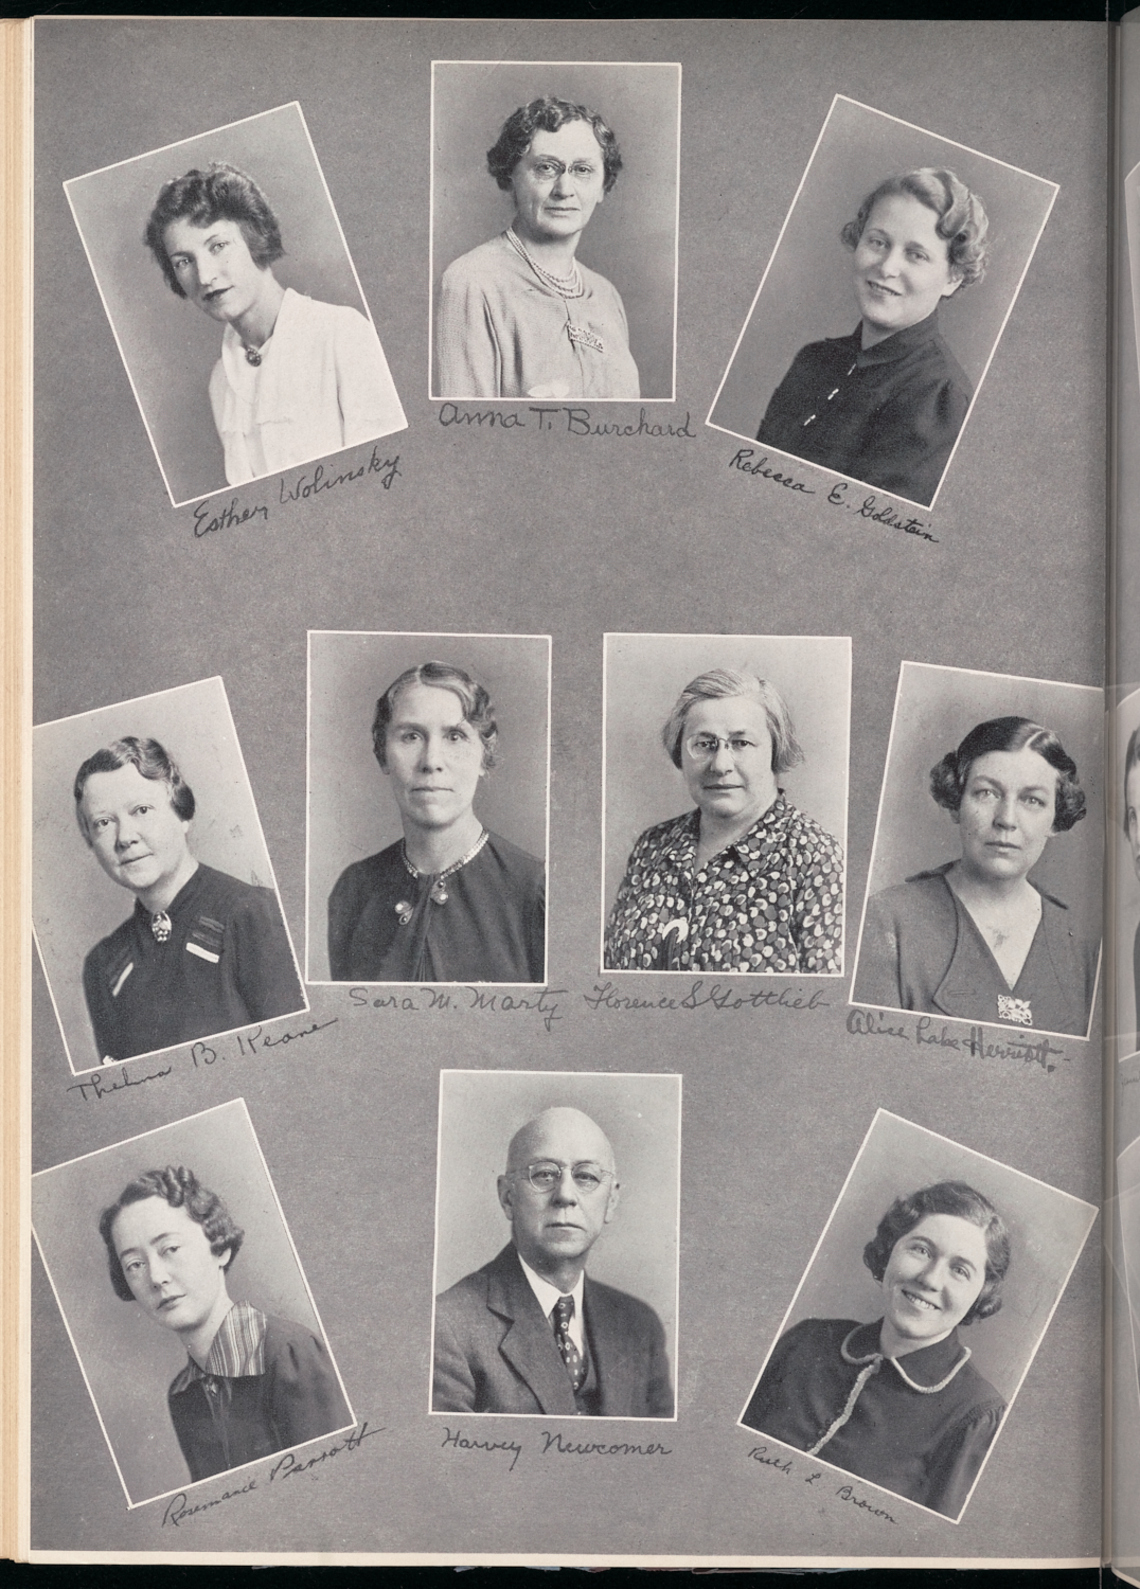 Anna T. Burchard
Esther Wolinsky
Rebecca E. Goldstein
Thelma B. Keane
Sara M. Marty
Florence S Gottlieb
Alice Lake Herriott.
Rosemarie Parrott
Harvey Newcomer
Ruth L Brown